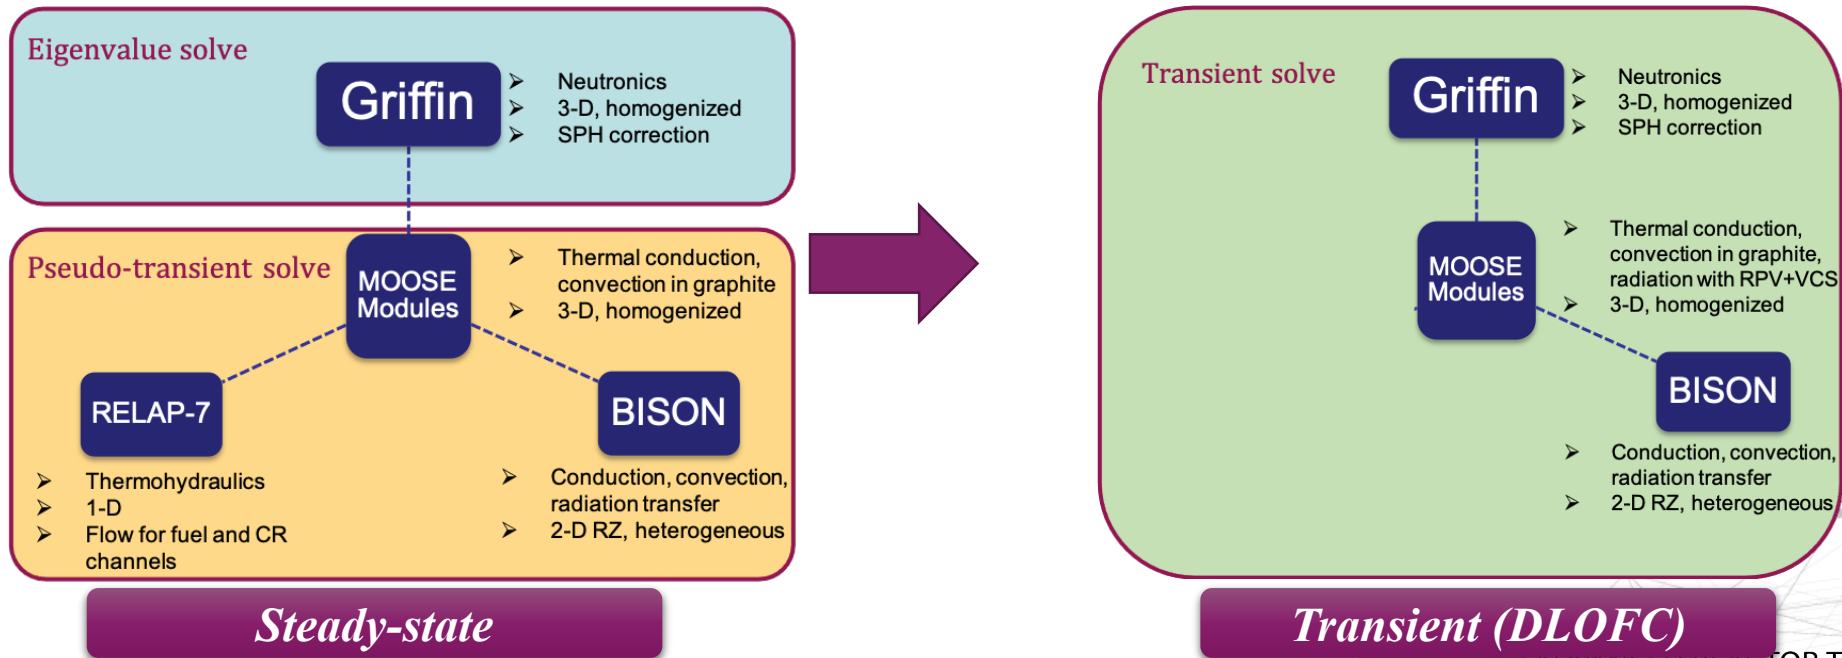 Eigenvalue solve
Griffin
➢ Neutronics
➢ 3-D, homogenized
➢ SPH correction
Pseudo-transient solve
MOOSE
Modules
➢ Thermal conduction,
convection in graphite
➢ 3-D, homogenized
RELAP-7
➢ Thermohydraulics
➢ 1-D
➢ Flow for fuel and CR
channels
BISON
➢ Conduction, convection,
radiation transfer
➢ 2-D RZ, heterogeneous
Steady-state
Transient solve
Griffin
➢ Neutronics
➢ 3-D, homogenized
➢ SPH correction
MOOSE
Modules
➢ Thermal conduction,
convection in graphite,
radiation with RPV+VCS
➢ 3-D, homogenized
BISON
➢ Conduction, convection,
radiation transfer
➢ 2-D RZ, heterogeneous
Transient (DLOFC)